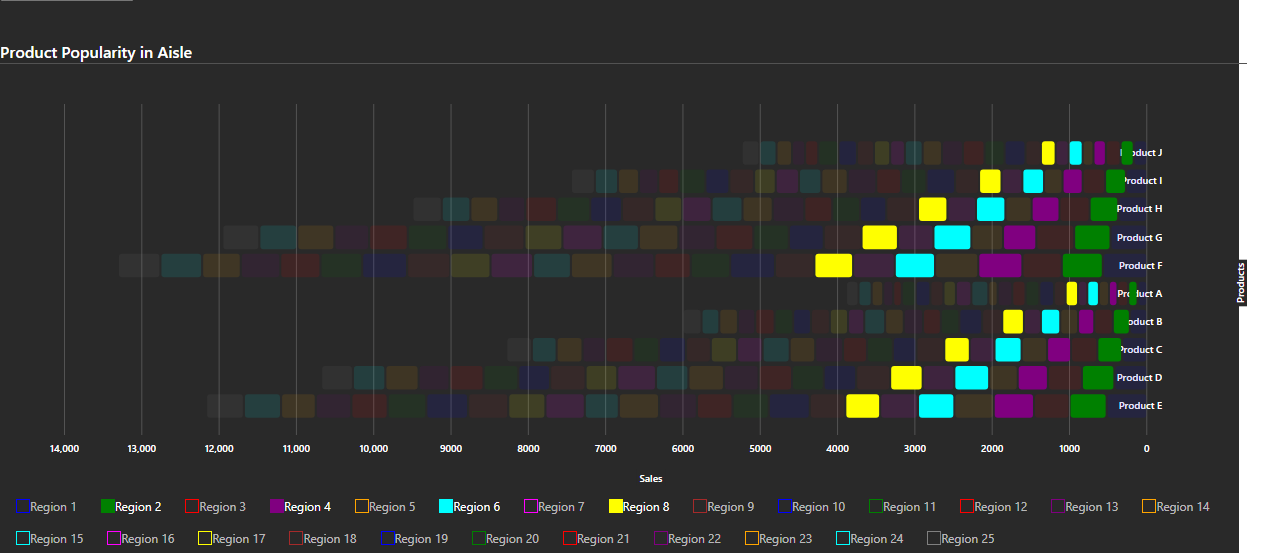 Product Popularity in Aisle
Product J
Product I
Product H
Product G
Product F
Product A
Product B
Product C
Product D
Product E
Products
14,000 13,000 12,000 11,000 10,000 9000 8000 7000 6000 5000 4000 3000 2000 1000 0
Sales
Region 1 Region 2 Region 3 Region 4 Region 5 Region 6 Region 7 Region 8 Region 9 Region 10 Region 11 Region 12 Region 13 Region 14
Region 15 Region 16 Region 17 Region 18 Region 19 Region 20 Region 21 Region 22 Region 23 Region 24 Region 25